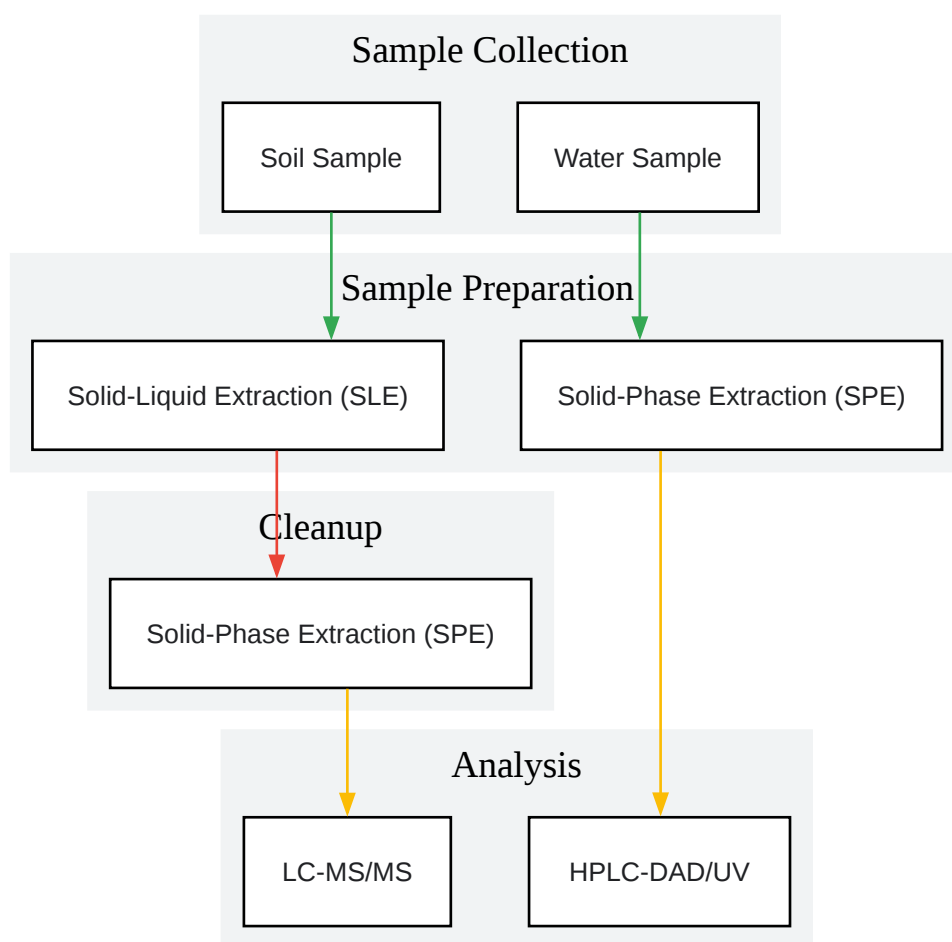 Sample Collection
Soil Sample
Water Sample
Sample Preparation
Solid-Liquid Extraction (SLE)
Solid-Phase Extraction (SPE)
Cleanup
Solid-Phase Extraction (SPE)
Analysis
LC-MS/MS
HPLC-DAD/UV